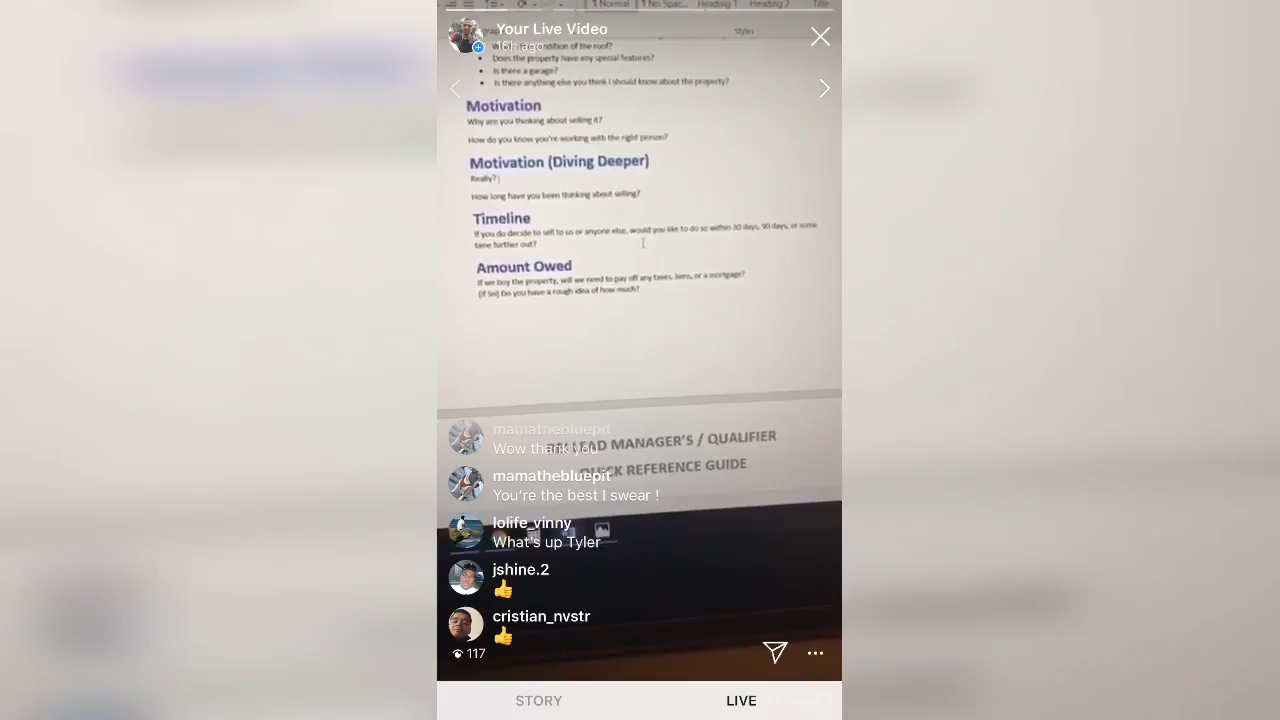 ¶ Normal ¶ No Spac... Heading 1 Heading 2 Title
Styles
Your Live Video
16h ago
condition of the roof?
Does the property have any special features?
Is there a garage?
Is there anything else you think I should know about the property?
Motivation
Why are you thinking about selling it?
How do you know you're working with the right person?
Motivation (Diving Deeper)
Really?
How long have you been thinking about selling?
Timeline
If you do decide to sell to us or anyone else, would you like to do so within 30 days, 90 days, or some
time further out?
Amount Owed
If we buy the property, will we need to pay off any taxes, liens, or a mortgage?
(If So) Do you have a rough idea of how much?
LEAD MANAGER'S / QUALIFIER
QUICK REFERENCE GUIDE
mamathebluepit
Wow thank you
mamathebluepit
You're the best I swear !
lolife_vinny
What's up Tyler
jshine.2
👍
cristian_nvstr
👍
117
STORY LIVE